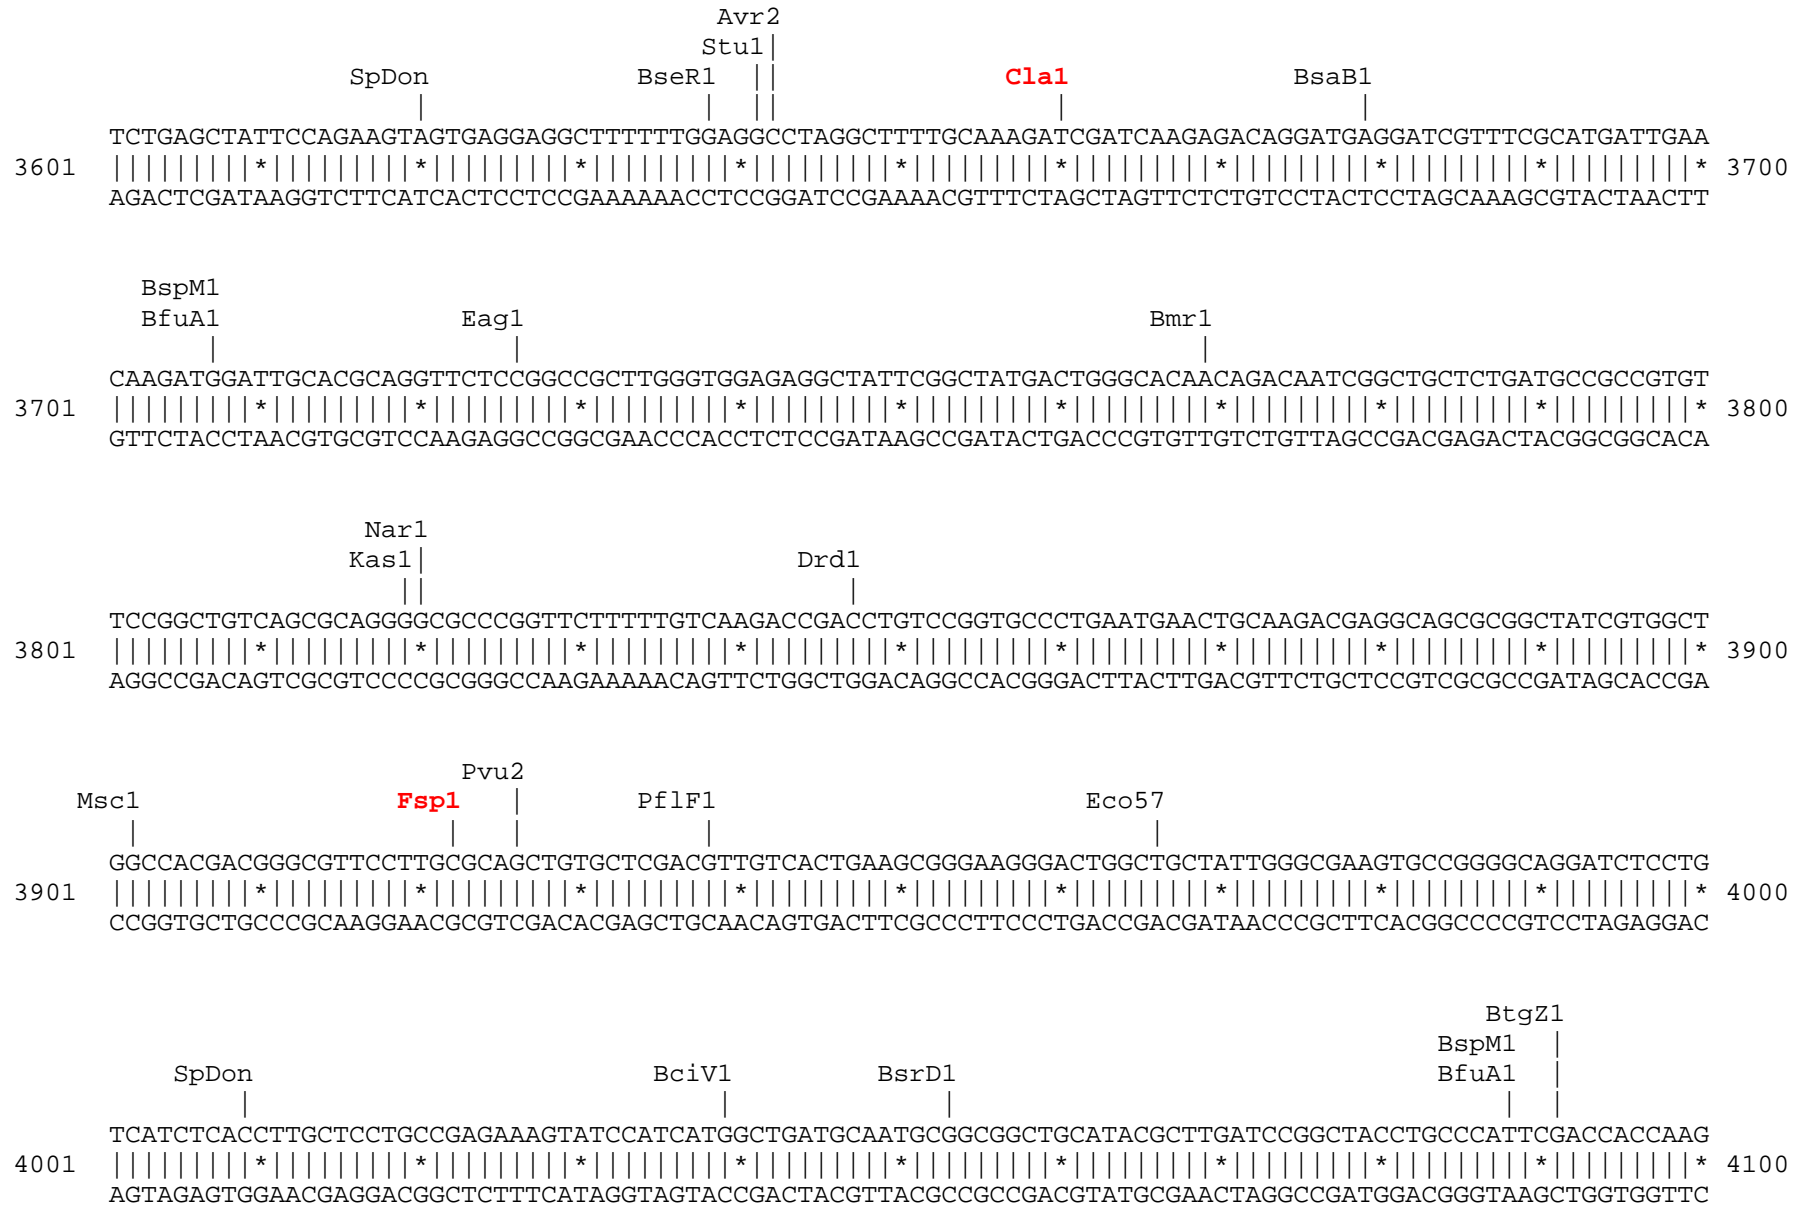 Avr2
Stu1|
SpDon BseR1 || Cla1 BsaB1
| | || | |
TCTGAGCTATTCCAGAAGTAGTGAGGAGGCTTTTTTGGAGGCCTAGGCTTTTGCAAAGATCGATCAAGAGACAGGATGAGGATCGTTTCGCATGATTGAA
3601 |||||||||*|||||||||*|||||||||*|||||||||*|||||||||*|||||||||*|||||||||*|||||||||*|||||||||*|||||||||* 3700
AGACTCGATAAGGTCTTCATCACTCCTCCGAAAAAACCTCCGGATCCGAAAACGTTTCTAGCTAGTTCTCTGTCCTACTCCTAGCAAAGCGTACTAACTT
BspM1
BfuA1 Eag1 Bmr1
| | |
CAAGATGGATTGCACGCAGGTTCTCCGGCCGCTTGGGTGGAGAGGCTATTCGGCTATGACTGGGCACAACAGACAATCGGCTGCTCTGATGCCGCCGTGT
3701 |||||||||*|||||||||*|||||||||*|||||||||*|||||||||*|||||||||*|||||||||*|||||||||*|||||||||*|||||||||* 3800
GTTCTACCTAACGTGCGTCCAAGAGGCCGGCGAACCCACCTCTCCGATAAGCCGATACTGACCCGTGTTGTCTGTTAGCCGACGAGACTACGGCGGCACA
Nar1
Kas1| Drd1
|| |
TCCGGCTGTCAGCGCAGGGGCGCCCGGTTCTTTTTGTCAAGACCGACCTGTCCGGTGCCCTGAATGAACTGCAAGACGAGGCAGCGCGGCTATCGTGGCT
3801 |||||||||*|||||||||*|||||||||*|||||||||*|||||||||*|||||||||*|||||||||*|||||||||*|||||||||*|||||||||* 3900
AGGCCGACAGTCGCGTCCCCGCGGGCCAAGAAAAACAGTTCTGGCTGGACAGGCCACGGGACTTACTTGACGTTCTGCTCCGTCGCGCCGATAGCACCGA
Pvu2
Msc1 Fsp1 | PflF1 Eco57
| | | | |
GGCCACGACGGGCGTTCCTTGCGCAGCTGTGCTCGACGTTGTCACTGAAGCGGGAAGGGACTGGCTGCTATTGGGCGAAGTGCCGGGGCAGGATCTCCTG
3901 |||||||||*|||||||||*|||||||||*|||||||||*|||||||||*|||||||||*|||||||||*|||||||||*|||||||||*|||||||||* 4000
CCGGTGCTGCCCGCAAGGAACGCGTCGACACGAGCTGCAACAGTGACTTCGCCCTTCCCTGACCGACGATAACCCGCTTCACGGCCCCGTCCTAGAGGAC
BtgZ1
BspM1 |
SpDon BciV1 BsrD1 BfuA1 |
| | | | |
TCATCTCACCTTGCTCCTGCCGAGAAAGTATCCATCATGGCTGATGCAATGCGGCGGCTGCATACGCTTGATCCGGCTACCTGCCCATTCGACCACCAAG
4001 |||||||||*|||||||||*|||||||||*|||||||||*|||||||||*|||||||||*|||||||||*|||||||||*|||||||||*|||||||||* 4100
AGTAGAGTGGAACGAGGACGGCTCTTTCATAGGTAGTACCGACTACGTTACGCCGCCGACGTATGCGAACTAGGCCGATGGACGGGTAAGCTGGTGGTTC